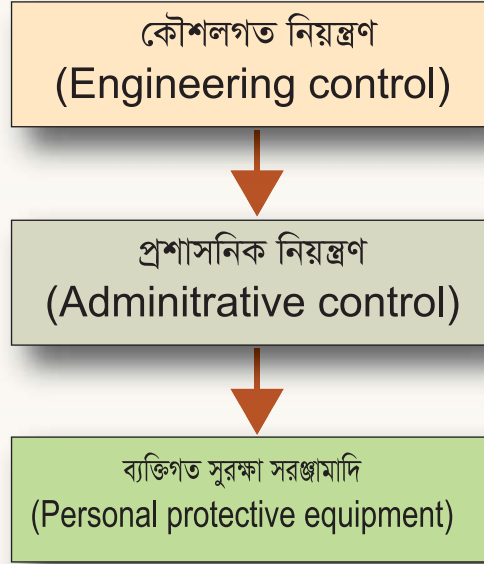 কৌশলগত নিয়ন্ত্রণ
(Engineering control)
প্রশাসনিক নিয়ন্ত্রণ
(Adminitrative control)
ব্যক্তিগত সুরক্ষা সরঞ্জামাদি
(Personal protective equipment)